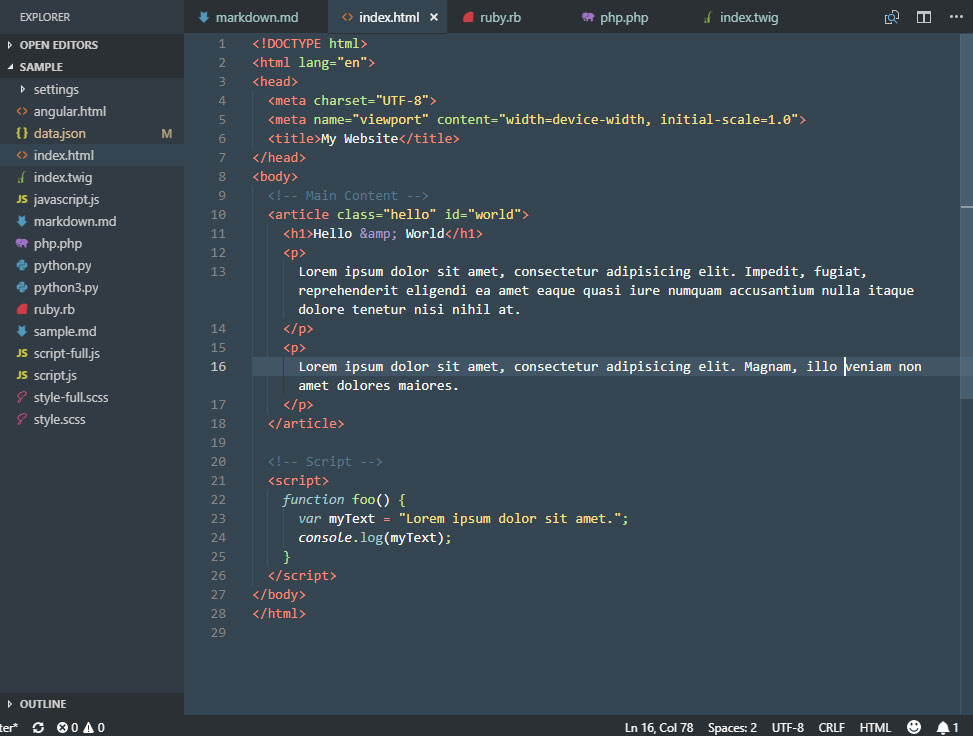 EXPLORER
OPEN EDITORS
SAMPLE
settings
angular.html
{} data.json M
index.html
index.twig
JS javascript.js
markdown.md
php.php
python.py
python3.py
ruby.rb
sample.md
JS script-full.js
JS script.js
style-full.scss
style.scss
OUTLINE
markdown.md <> index.html × ruby.rb php php.php index.twig
1 <!DOCTYPE html>
2 <html lang="en">
3 <head>
4 <meta charset="UTF-8">
5 <meta name="viewport" content="width=device-width, initial-scale=1.0">
6 <title>My Website</title>
7 </head>
8 <body>
9 <!-- Main Content -->
10 <article class="hello" id="world">
11 <h1>Hello &amp; World</h1>
12 <p>
13 Lorem ipsum dolor sit amet, consectetur adipisicing elit. Impedit, fugiat,
reprehenderit eligendi ea amet eaque quasi iure numquam accusantium nulla itaque
dolore tenetur nisi nihil at.
14 </p>
15 <p>
16 Lorem ipsum dolor sit amet, consectetur adipisicing elit. Magnam, illo veniam non
amet dolores maiores.
17 </p>
18 </article>
19
20 <!-- Script -->
21 <script>
22 function foo() {
23 var myText = "Lorem ipsum dolor sit amet.";
24 console.log(myText);
25 }
26 </script>
27 </body>
28 </html>
29
ter* 0 0 Ln 16, Col 78 Spaces: 2 UTF-8 CRLF HTML 1